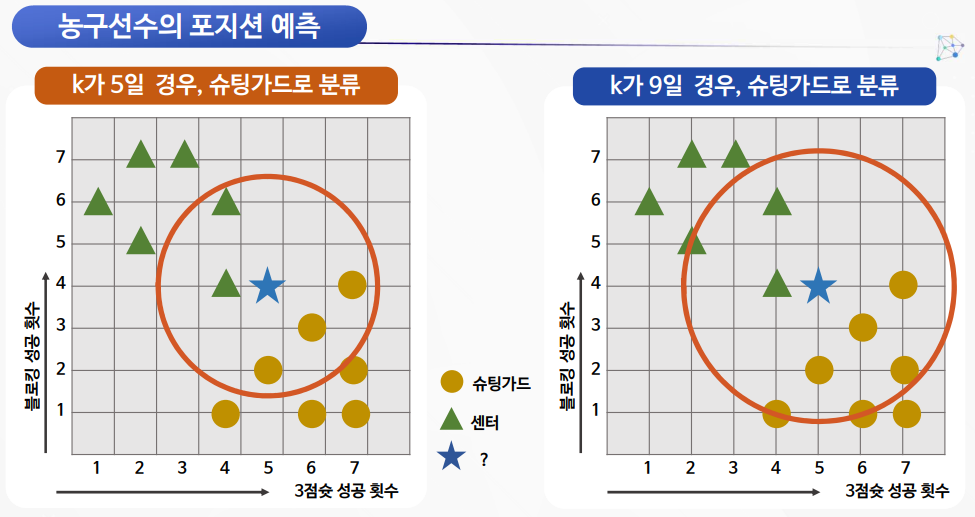 농구선수의 포지션 예측
k가 5일 경우, 슈팅가드로 분류
7
6
5
4
3
2
1
블로킹 성공 횟수
1 2 3 4 5 6 7
3점슛 성공 횟수
슈팅가드
센터
?
k가 9일 경우, 슈팅가드로 분류
7
6
5
4
3
2
1
블로킹 성공 횟수
1 2 3 4 5 6 7
3점슛 성공 횟수